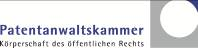 Patentanwaltskammer
Körperschaft des öffentlichen Rechts